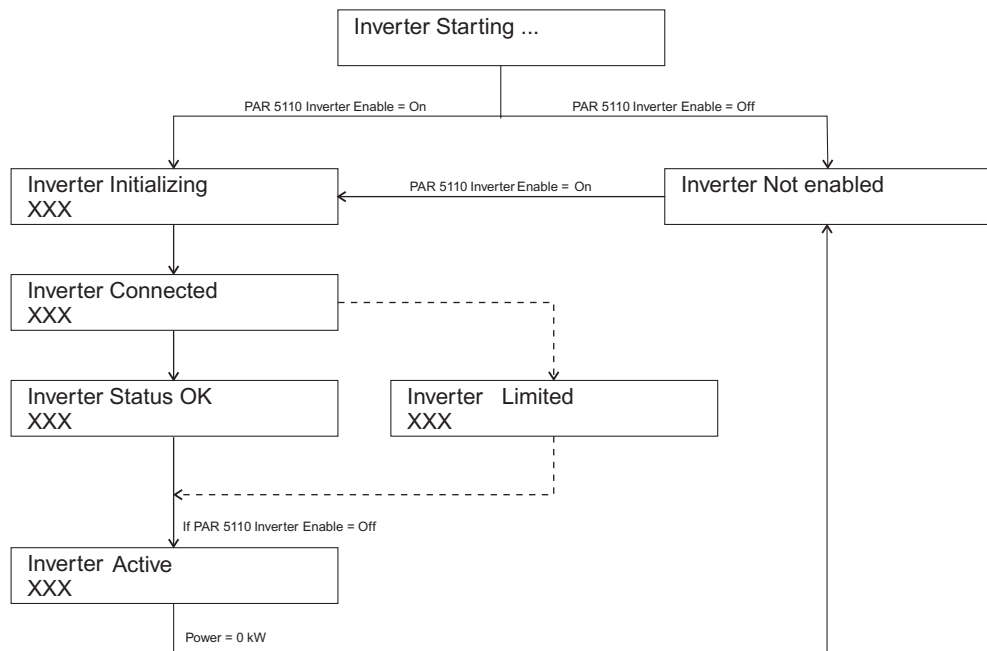 Inverter Starting ...
PAR 5110 Inverter Enable = On
PAR 5110 Inverter Enable = Off
Inverter Initializing
XXX
PAR 5110 Inverter Enable = On
Inverter Not enabled
Inverter Connected
XXX
Inverter Status OK
XXX
Inverter Limited
XXX
If PAR 5110 Inverter Enable = Off
Inverter Active
XXX
Power = 0 kW